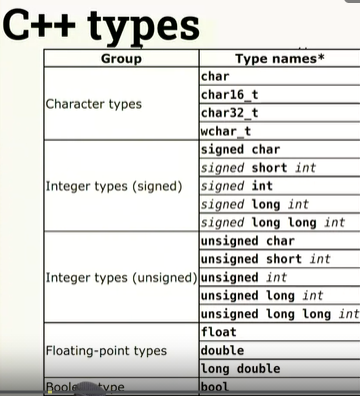 C++ types
Group Type names*
Character types
char
char16_t
char32_t
wchar_t
Integer types (signed)
signed char
signed short int
signed int
signed long int
signed long long int
Integer types (unsigned)
unsigned char
unsigned short int
unsigned int
unsigned long int
unsigned long long int
Floating-point types
float
double
long double
type
bool